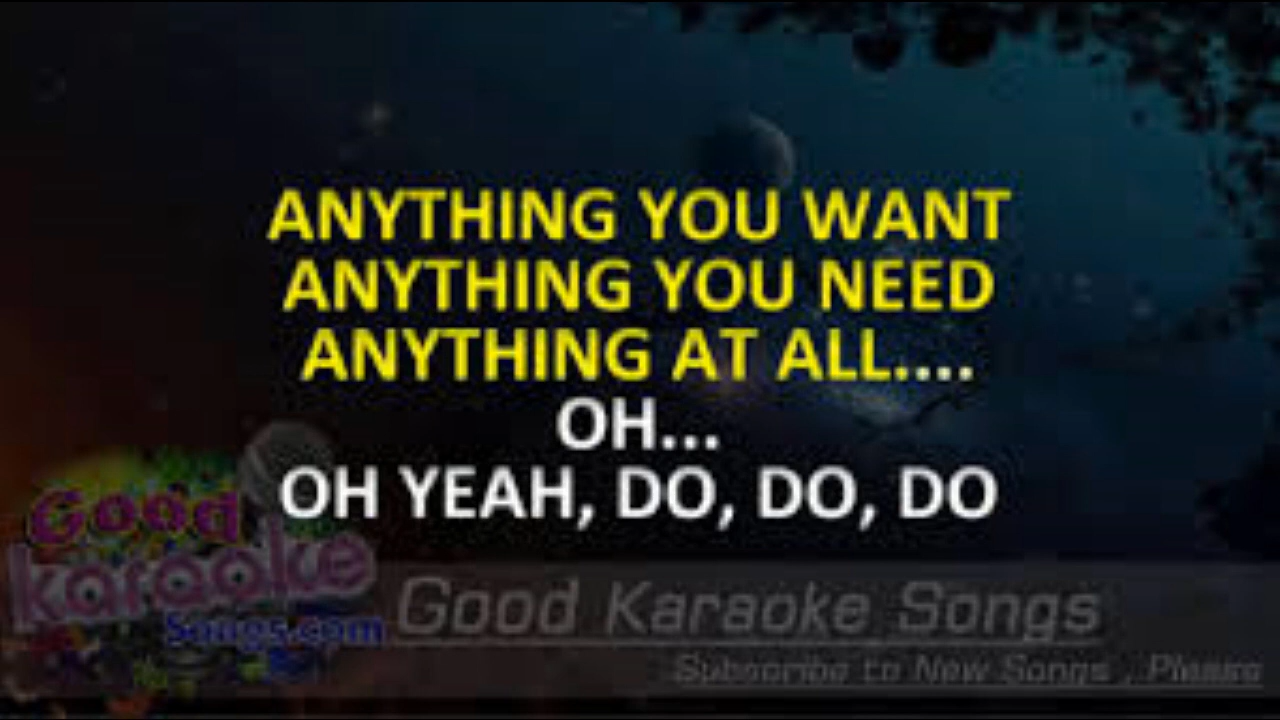 ANYTHING YOU WANT
ANYTHING YOU NEED
ANYTHING AT ALL....
OH...
OH YEAH, DO, DO, DO
Good
karaoke
Songs.com
Good Karaoke Songs
Subscribe to New Songs , Please